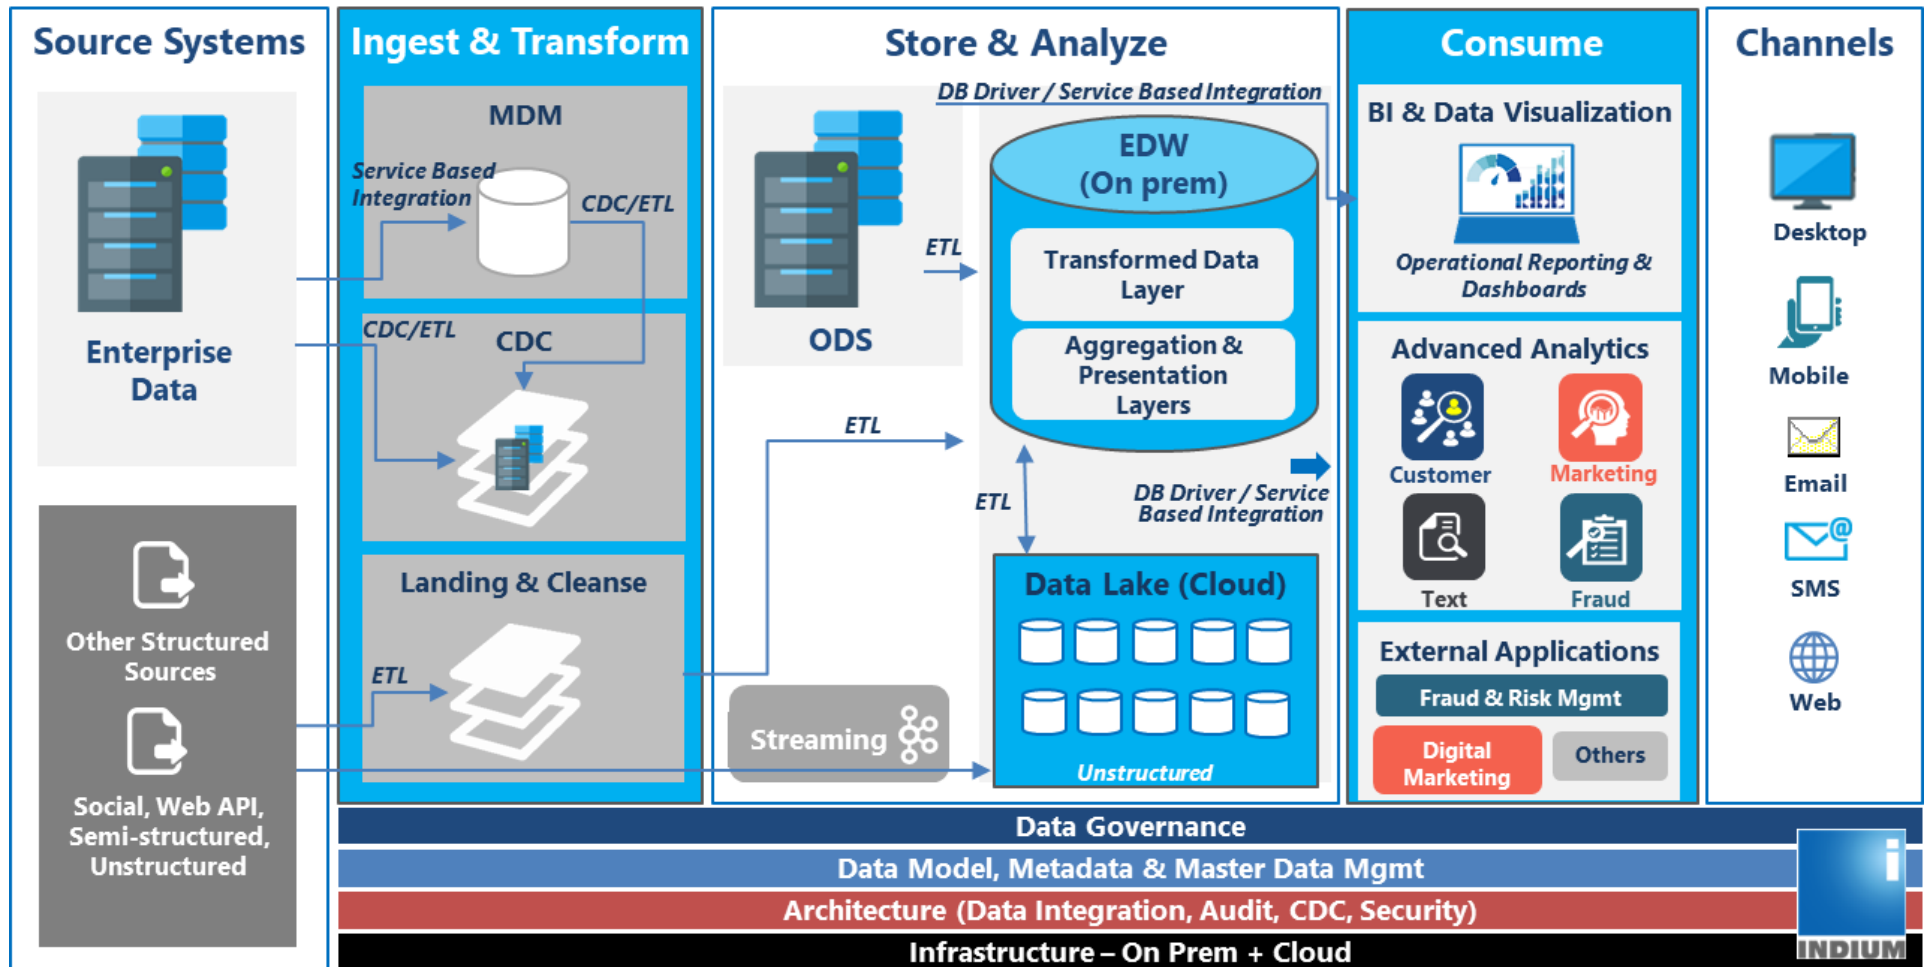 Source Systems
Enterprise
Data
Other Structured
Sources
Social, Web API,
Semi-structured,
Unstructured
Ingest & Transform
MDM
Service Based
Integration
CDC/ETL
CDC/ETL
CDC
Landing & Cleanse
ETL
Store & Analyze
DB Driver / Service Based Integration
ODS
ETL
EDW
(On prem)
Transformed Data
Layer
Aggregation &
Presentation
Layers
ETL
ETL
DB Driver / Service
Based Integration
Data Lake (Cloud)
Unstructured
Streaming
Consume
BI & Data Visualization
Operational Reporting &
Dashboards
Advanced Analytics
Customer
Marketing
Text
Fraud
External Applications
Fraud & Risk Mgmt
Digital
Marketing
Others
Channels
Desktop
Mobile
Email
@
SMS
Web
Data Governance
Data Model, Metadata & Master Data Mgmt
Architecture (Data Integration, Audit, CDC, Security)
Infrastructure – On Prem + Cloud
i
INDIUM